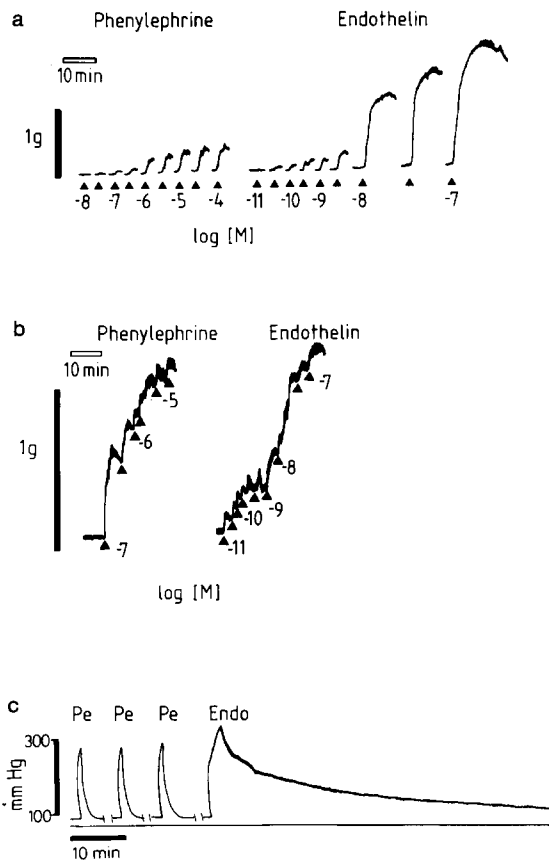 a
Phenylephrine Endothelin
10 min
1g
-8 -7 -6 -5 -4 -11 -10 -9 -8 -7
log [M]
b
Phenylephrine Endothelin
10 min
1g
-5 -7
-6
-8
-10 -9
-7 -11
log [M]
c
Pe Pe Pe Endo
300
mm Hg
100
10 min